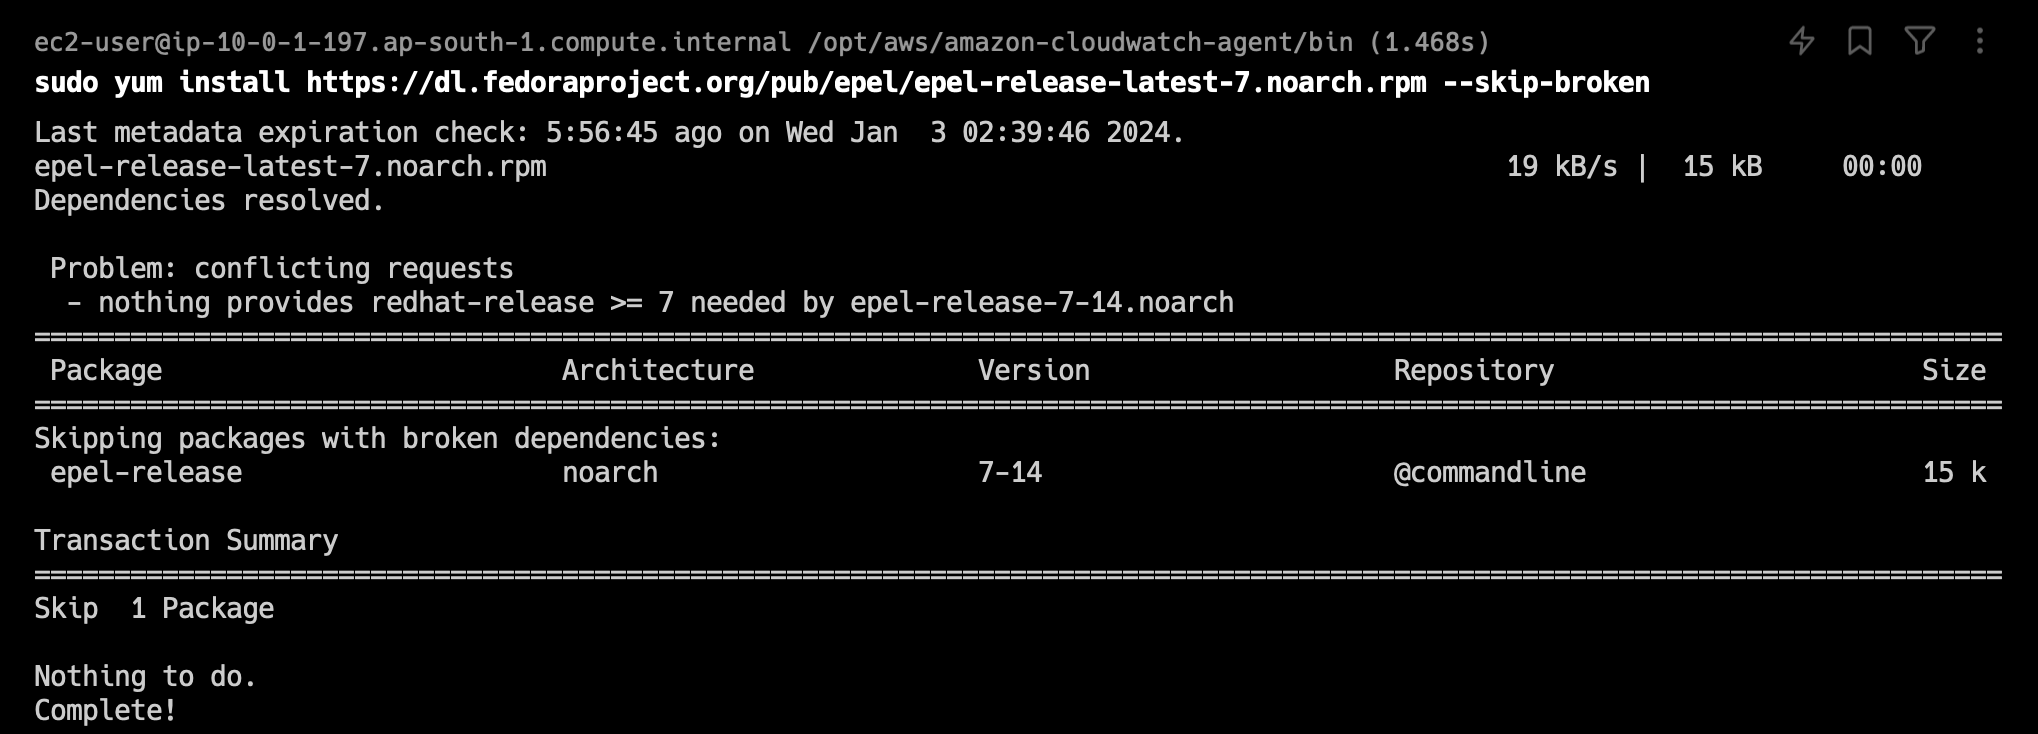 ec2-user@ip-10-0-1-197.ap-south-1.compute.internal /opt/aws/amazon-cloudwatch-agent/bin (1.468s)
sudo yum install https://dl.fedoraproject.org/pub/epel/epel-release-latest-7.noarch.rpm --skip-broken
Last metadata expiration check: 5:56:45 ago on Wed Jan  3 02:39:46 2024.
epel-release-latest-7.noarch.rpm 19 kB/s |  15 kB     00:00
Dependencies resolved.
Problem: conflicting requests
- nothing provides redhat-release >= 7 needed by epel-release-7-14.noarch
================================================================================
Package Architecture Version Repository Size
================================================================================
Skipping packages with broken dependencies:
epel-release noarch 7-14 @commandline 15 k
Transaction Summary
================================================================================
Skip  1 Package
Nothing to do.
Complete!